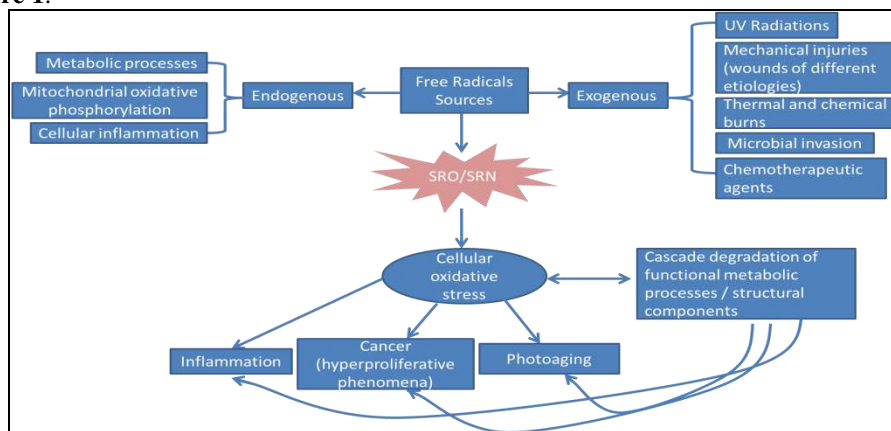 re 1.
UV Radiations
Metabolic processes
Mechanical injuries
(wounds of different
etiologies)
Mitochondrial oxidative
phosphorylation
Endogenous
Free Radicals
Sources
Exogenous
Cellular inflammation
Thermal and chemical
burns
Microbial invasion
Chemotherapeutic
agents
SRO/SRN
Cellular
oxidative
stress
Cascade degradation of
functional metabolic
processes / structural
components
Inflammation
Cancer
(hyperproliferative
phenomena)
Photoaging